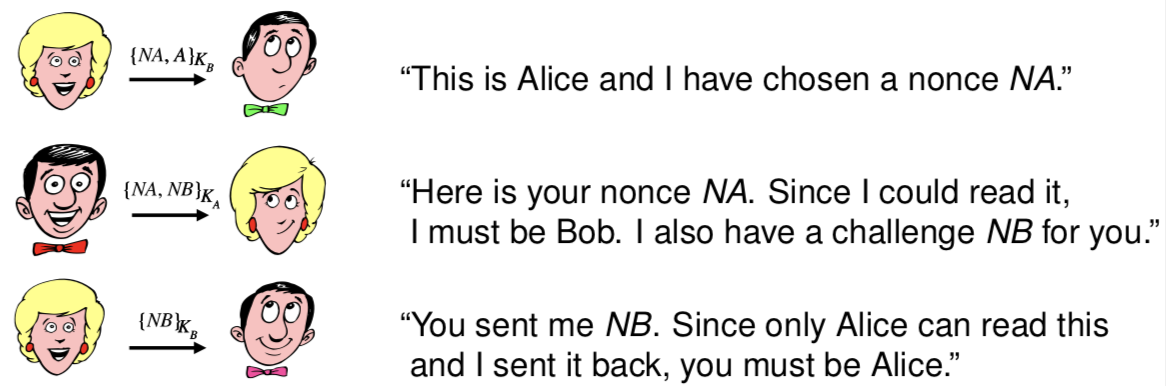 {NA, A}K_B
“This is Alice and I have chosen a nonce NA.”
{NA, NB}K_A
“Here is your nonce NA. Since I could read it,
I must be Bob. I also have a challenge NB for you.”
{NB}K_B
“You sent me NB. Since only Alice can read this
and I sent it back, you must be Alice.”